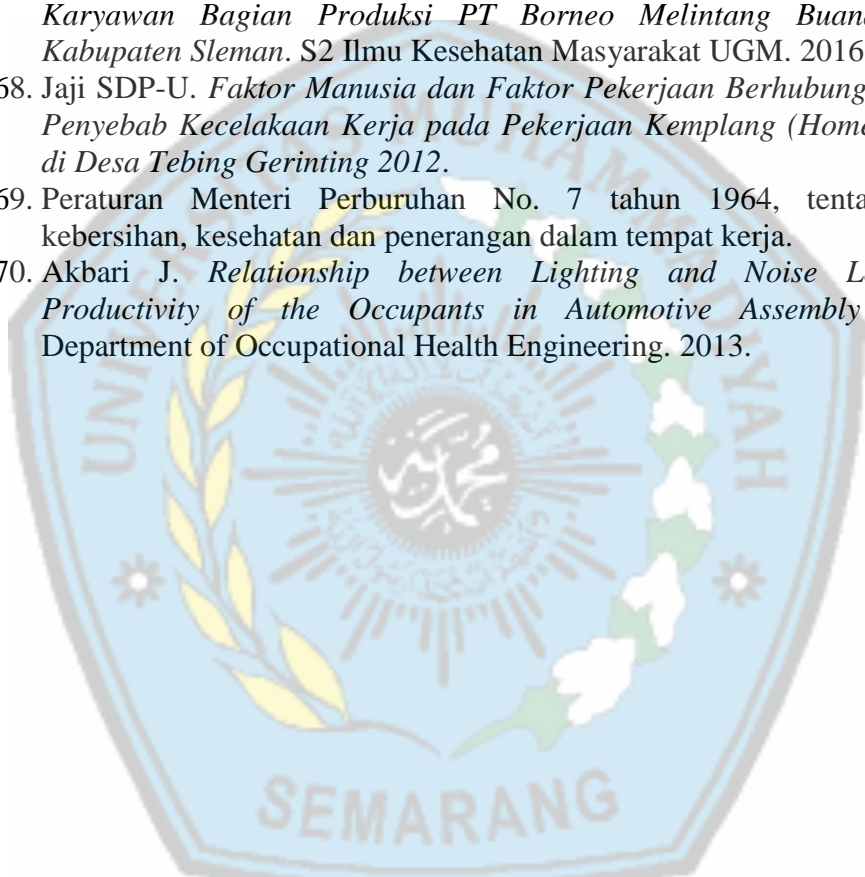 Karyawan Bagian Produksi PT Borneo Melintang Buan
Kabupaten Sleman. S2 Ilmu Kesehatan Masyarakat UGM. 2016
68. Jaji SDP-U. Faktor Manusia dan Faktor Pekerjaan Berhubung
Penyebab Kecelakaan Kerja pada Pekerjaan Kemplang (Home
di Desa Tebing Gerinting 2012.
69. Peraturan Menteri Perburuhan No. 7 tahun 1964, tenta
kebersihan, kesehatan dan penerangan dalam tempat kerja.
70. Akbari J. Relationship between Lighting and Noise L
Productivity of the Occupants in Automotive Assembly
Department of Occupational Health Engineering. 2013.
UNIVERSITAS MUHAMMADIYAH
SEMARANG